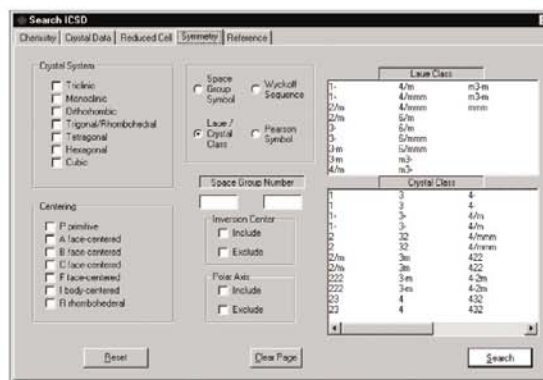 Search ICSD
Chemistry Crystal Data Reduced Cell Symmetry Reference
Crystal System
Triclinic
Monoclinic
Orthorhombic
Trigonal/Rhombohedral
Tetragonal
Hexagonal
Cubic
Centering
P primitive
A face-centered
B face-centered
C face-centered
F face-centered
I body-centered
R rhombohederal
Space Group Symbol
Wyckoff Sequence
Laue / Crystal Class
Pearson Symbol
Space Group Number
Inversion Center
Include
Exclude
Polar Axis
Include
Exclude
Laue Class
1- 4/m m3-m
1- 4/mmm m3-m
2/m 4/mmm mmm
2/m 6/m
3- 6/m
3- 6/mmm
3-m 6/mmm
3-m m3-
4/m m3-
Crystal Class
1 3 4-
1 3 4-
1- 3- 4/m
1- 3- 4/m
2 32 4/mmm
2 32 4/mmm
2/m 3m 422
2/m 3m 422
222 3-m 4-2m
222 3-m 4-2m
23 4 432
23 4 432
Reset Clear Page Search